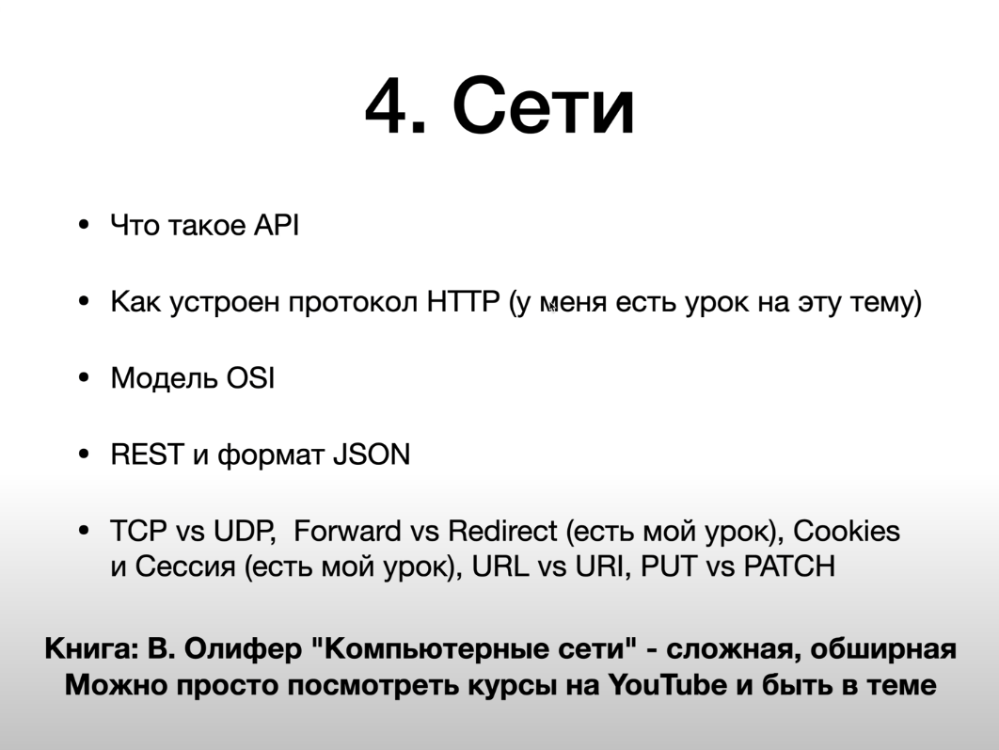 4. Сети
• Что такое API
• Как устроен протокол HTTP (у меня есть урок на эту тему)
• Модель OSI
• REST и формат JSON
• TCP vs UDP, Forward vs Redirect (есть мой урок), Cookies
и Сессия (есть мой урок), URL vs URI, PUT vs PATCH
Книга: В. Олифер "Компьютерные сети" - сложная, обширная
Можно просто посмотреть курсы на YouTube и быть в теме